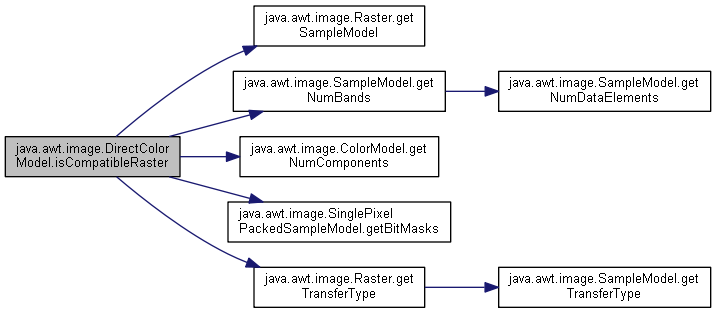 java.awt.image.DirectColor
Model.isCompatibleRaster
java.awt.image.Raster.get
SampleModel
java.awt.image.SampleModel.get
NumBands
java.awt.image.SampleModel.get
NumDataElements
java.awt.image.ColorModel.get
NumComponents
java.awt.image.SinglePixel
PackedSampleModel.getBitMasks
java.awt.image.Raster.get
TransferType
java.awt.image.SampleModel.get
TransferType